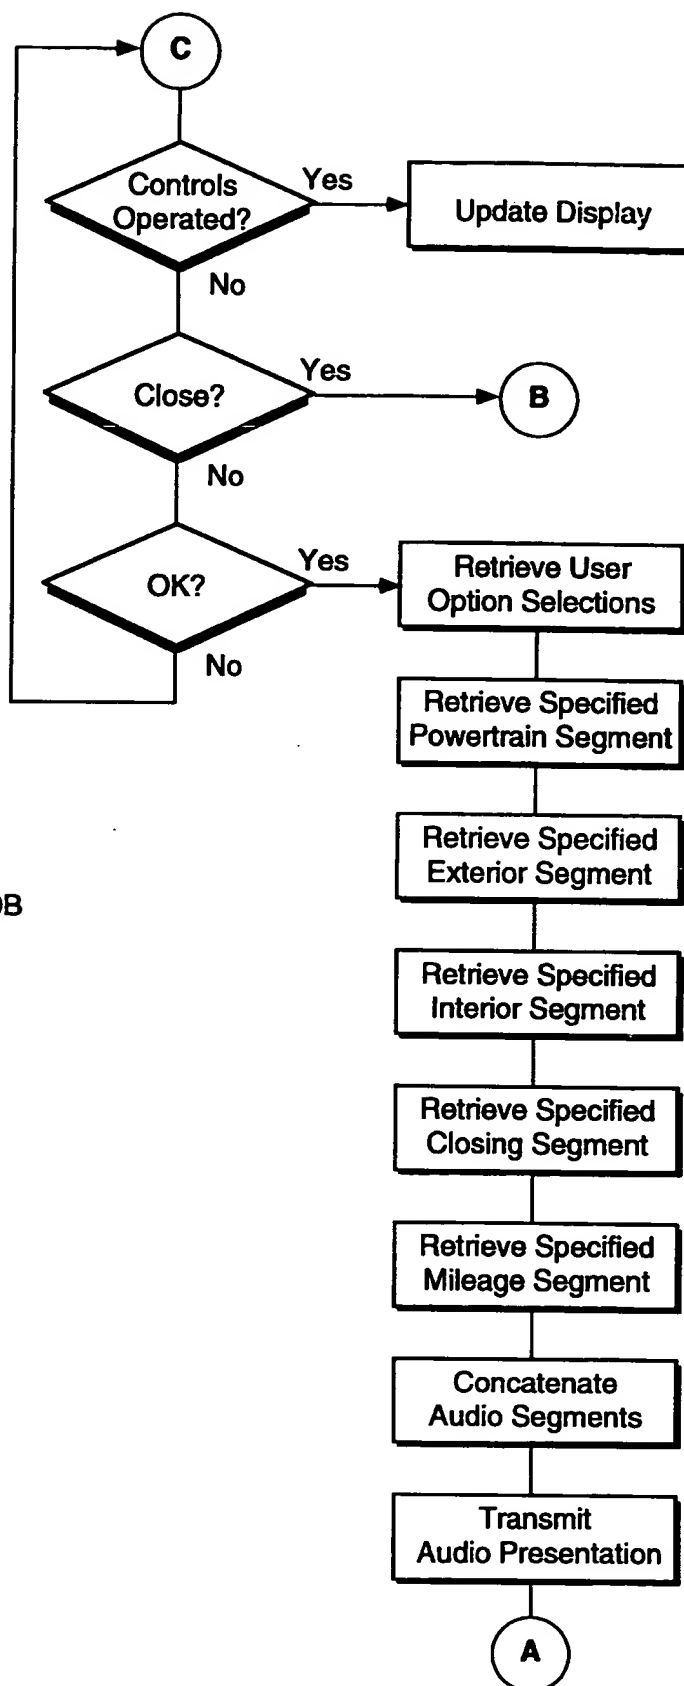 C
Controls
Operated?
Yes
Update Display
No
Close?
Yes
B
No
OK?
Yes
Retrieve User
Option Selections
No
Retrieve Specified
Powertrain Segment
Retrieve Specified
Exterior Segment
Retrieve Specified
Interior Segment
Retrieve Specified
Closing Segment
Retrieve Specified
Mileage Segment
Concatenate
Audio Segments
Transmit
Audio Presentation
A